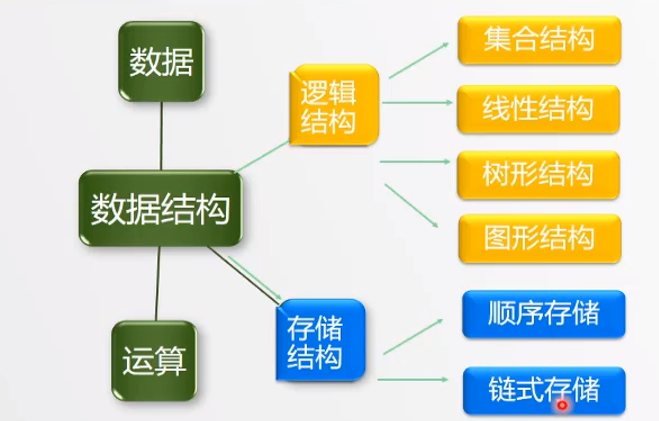 数据
集合结构
逻辑
结构
线性结构
树形结构
数据结构
图形结构
顺序存储
存储
结构
运算
链式存储